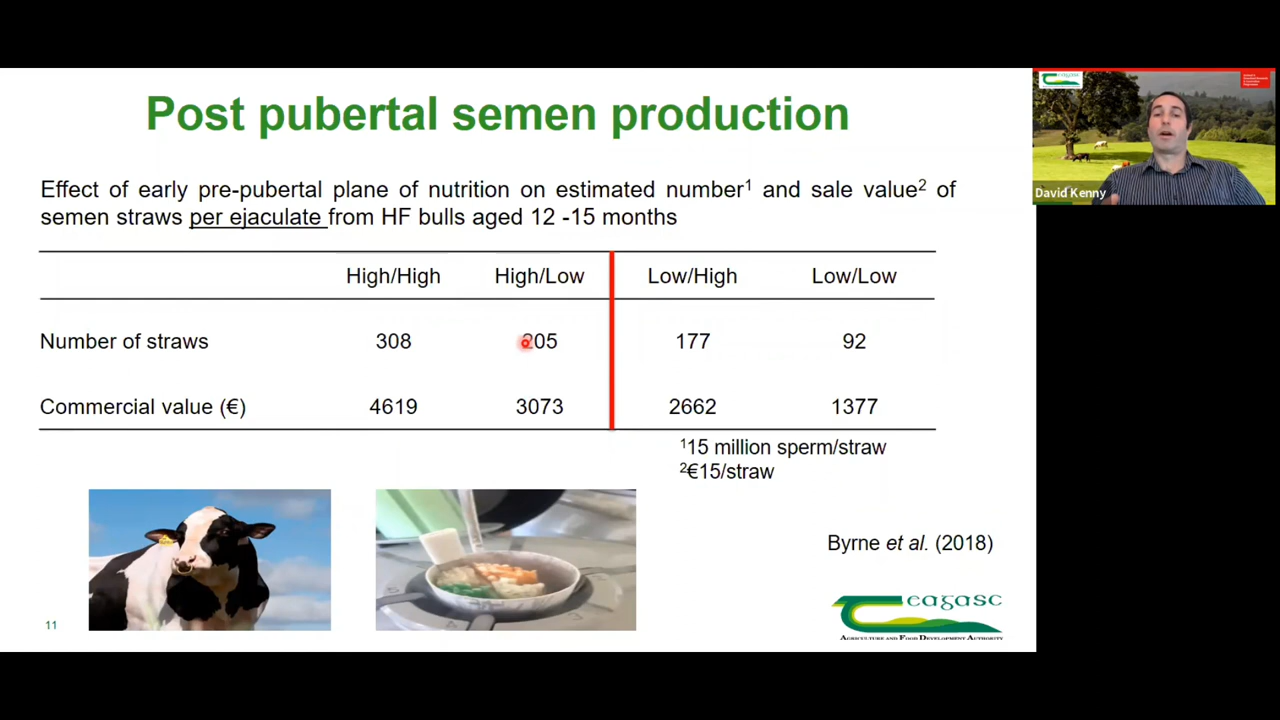 Post pubertal semen production
Effect of early pre-pubertal plane of nutrition on estimated number¹ and sale value² of
semen straws per ejaculate from HF bulls aged 12 -15 months
High/High High/Low Low/High Low/Low
Number of straws 308 205 177 92
Commercial value (€) 4619 3073 2662 1377
¹15 million sperm/straw
²€15/straw
Byrne et al. (2018)
11
eagasc
AGRICULTURE AND FOOD DEVELOPMENT AUTHORITY
eagasc
David Kenny